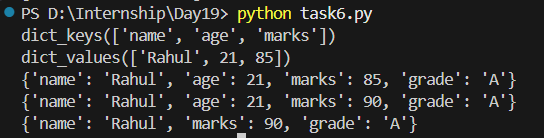 PS D:\Internship\Day19> python task6.py
dict_keys(['name', 'age', 'marks'])
dict_values(['Rahul', 21, 85])
{'name': 'Rahul', 'age': 21, 'marks': 85, 'grade': 'A'}
{'name': 'Rahul', 'age': 21, 'marks': 90, 'grade': 'A'}
{'name': 'Rahul', 'marks': 90, 'grade': 'A'}